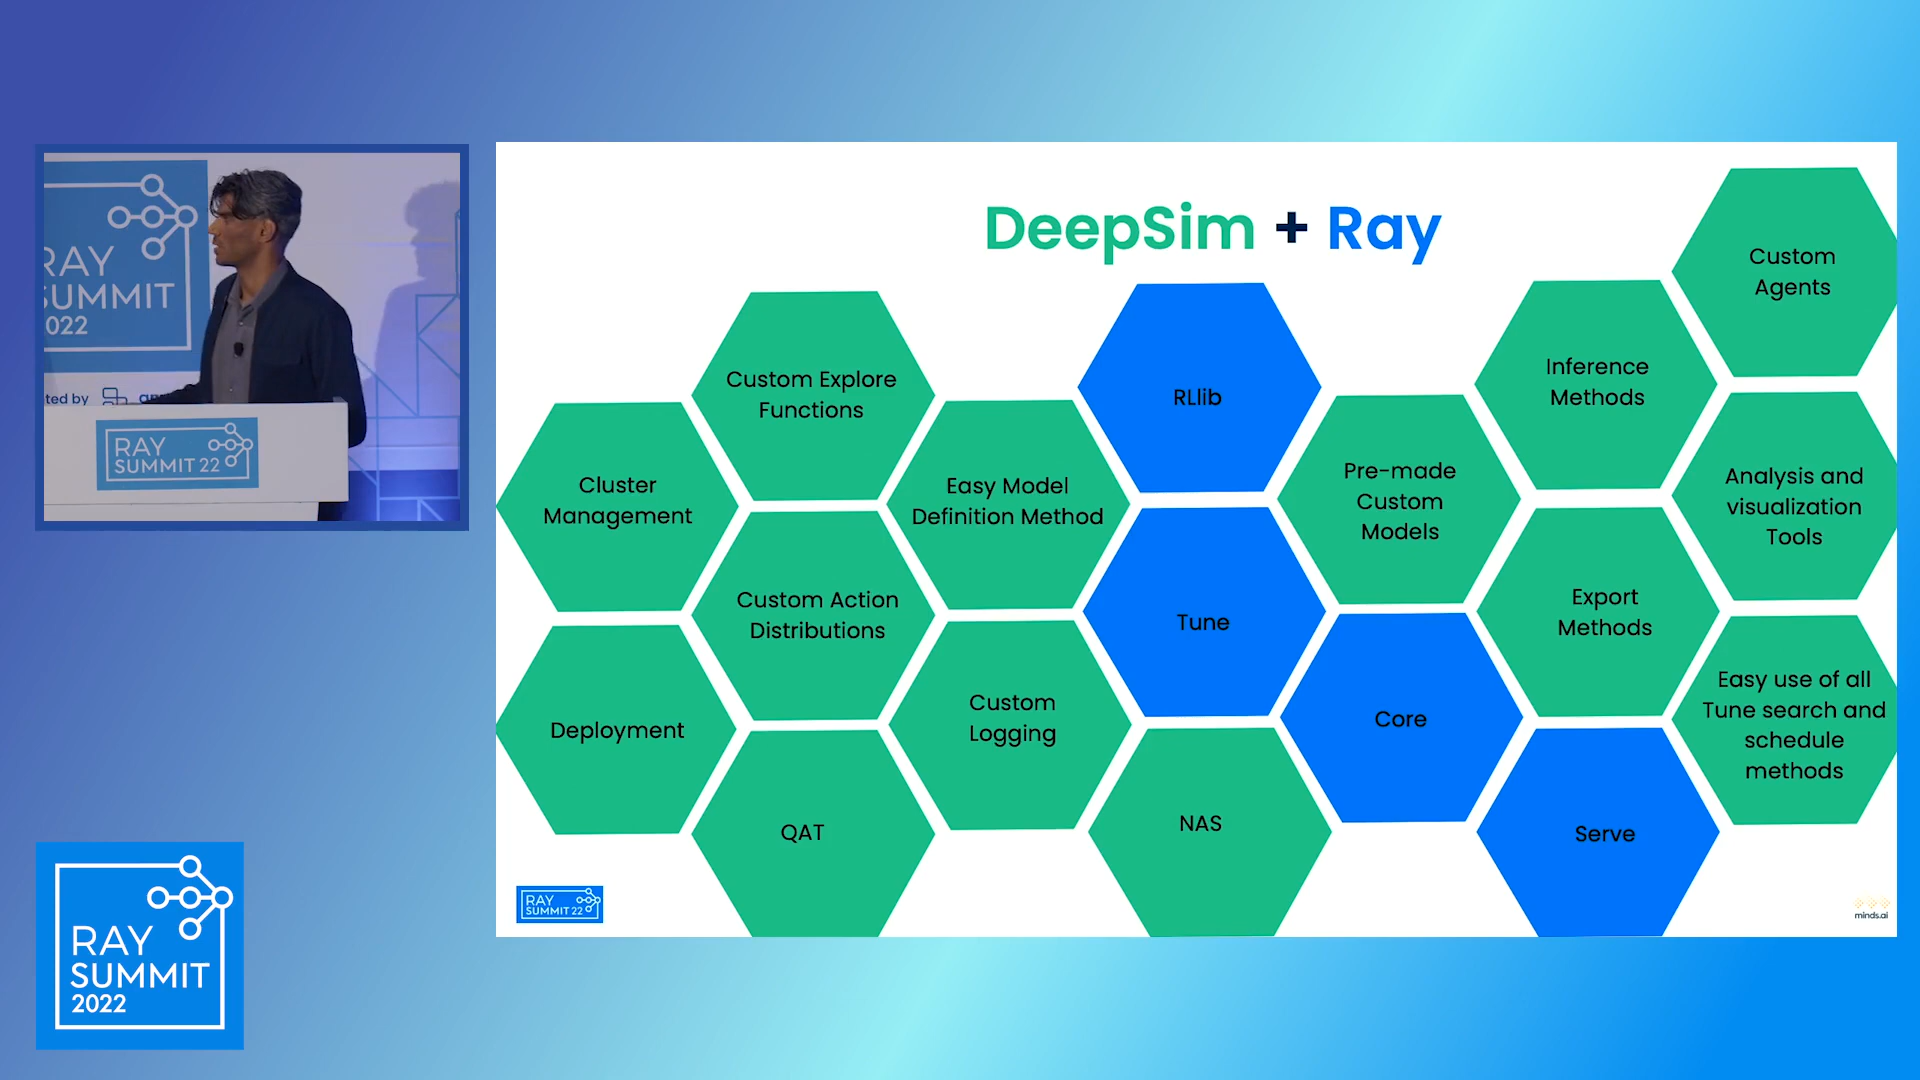 RAY
SUMMIT
2022
ted by
RAY
SUMMIT 22
RAY
SUMMIT
2022
DeepSim + Ray
Custom
Agents
Custom Explore
Functions
RLlib
Inference
Methods
Cluster
Management
Easy Model
Definition Method
Pre-made
Custom
Models
Analysis and
visualization
Tools
Custom Action
Distributions
Tune
Export
Methods
Deployment
Custom
Logging
Core
Easy use of all
Tune search and
schedule
methods
QAT
NAS
Serve
RAY
SUMMIT 22
minds.ai